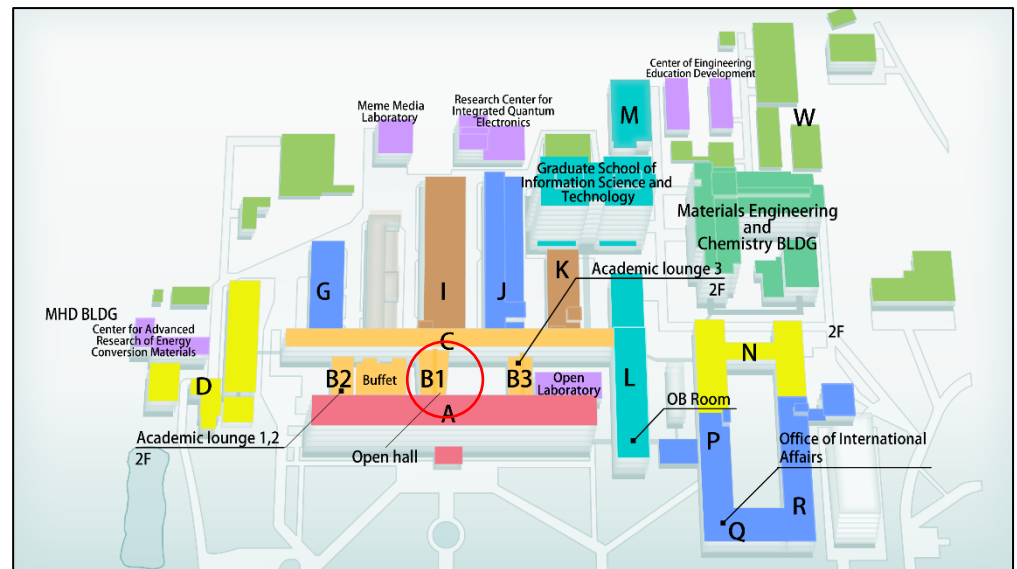 Center of Eingineering
Education Development
Meme Media
Laboratory
Research Center for
Integrated Quantum
Electronics
M
W
Graduate School of
Information Science and
Technology
Materials Engineering
and
Chemistry BLDG
G
I
J
K
Academic lounge 3
2F
MHD BLDG
Center for Advanced
Research of Energy
Conversion Materials
C
2F
N
D
B2
Buffet
B1
B3
Open
Laboratory
L
A
OB Room
Academic lounge 1,2
2F
Open hall
P
Office of International
Affairs
R
Q